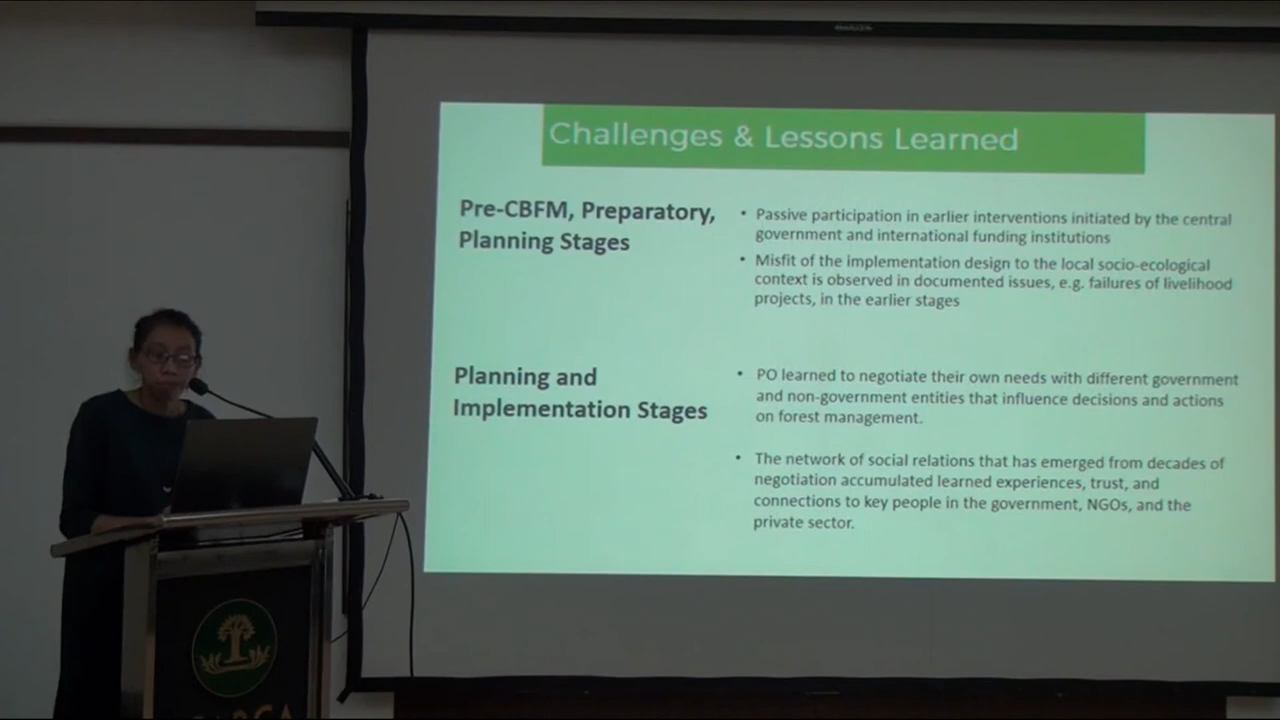 Challenges & Lessons Learned
Pre-CBFM, Preparatory,
Planning Stages
• Passive participation in earlier interventions initiated by the central
government and international funding institutions
• Misfit of the implementation design to the local socio-ecological
context is observed in documented issues, e.g. failures of livelihood
projects, in the earlier stages
Planning and
Implementation Stages
• PO learned to negotiate their own needs with different government
and non-government entities that influence decisions and actions
on forest management.
• The network of social relations that has emerged from decades of
negotiation accumulated learned experiences, trust, and
connections to key people in the government, NGOs, and the
private sector.